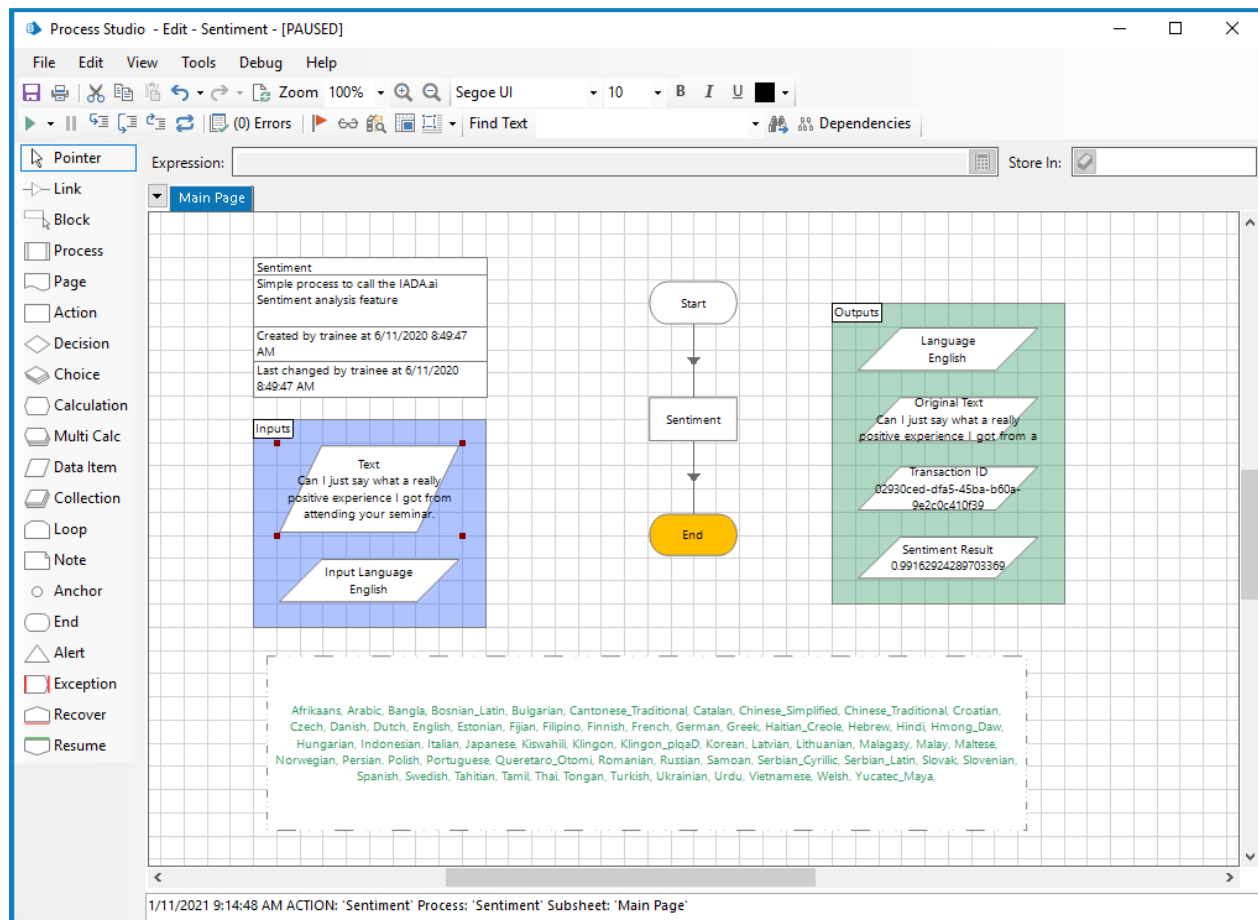 Process Studio - Edit - Sentiment - [PAUSED]
File Edit View Tools Debug Help
Zoom 100% Segoe UI 10 B I U
(0) Errors Find Text Dependencies
Pointer
Link
Block
Process
Page
Action
Decision
Choice
Calculation
Multi Calc
Data Item
Collection
Loop
Note
Anchor
End
Alert
Exception
Recover
Resume
Expression: Store In:
Main Page
Sentiment
Simple process to call the IADA.ai
Sentiment analysis feature
Created by trainee at 6/11/2020 8:49:47
AM
Last changed by trainee at 6/11/2020
8:49:47 AM
Inputs
Text
Can I just say what a really
positive experience I got from
attending your seminar.
Input Language
English
Start
Sentiment
End
Outputs
Language
English
Original Text
Can I just say what a really
positive experience I got from a
Transaction ID
02930ced-dfa5-45ba-b60a-
9e2c0c410f39
Sentiment Result
0.99162924289703369
Afrikaans, Arabic, Bangla, Bosnian_Latin, Bulgarian, Cantonese_Traditional, Catalan, Chinese_Simplified, Chinese_Traditional, Croatian,
Czech, Danish, Dutch, English, Estonian, Fijian, Filipino, Finnish, French, German, Greek, Haitian_Creole, Hebrew, Hindi, Hmong_Daw,
Hungarian, Indonesian, Italian, Japanese, Kiswahili, Klingon, Klingon_plqaD, Korean, Latvian, Lithuanian, Malagasy, Malay, Maltese,
Norwegian, Persian, Polish, Portuguese, Queretaro_Otomi, Romanian, Russian, Samoan, Serbian_Cyrillic, Serbian_Latin, Slovak, Slovenian,
Spanish, Swedish, Tahitian, Tamil, Thai, Tongan, Turkish, Ukrainian, Urdu, Vietnamese, Welsh, Yucatec_Maya,
1/11/2021 9:14:48 AM ACTION: 'Sentiment' Process: 'Sentiment' Subsheet: 'Main Page'